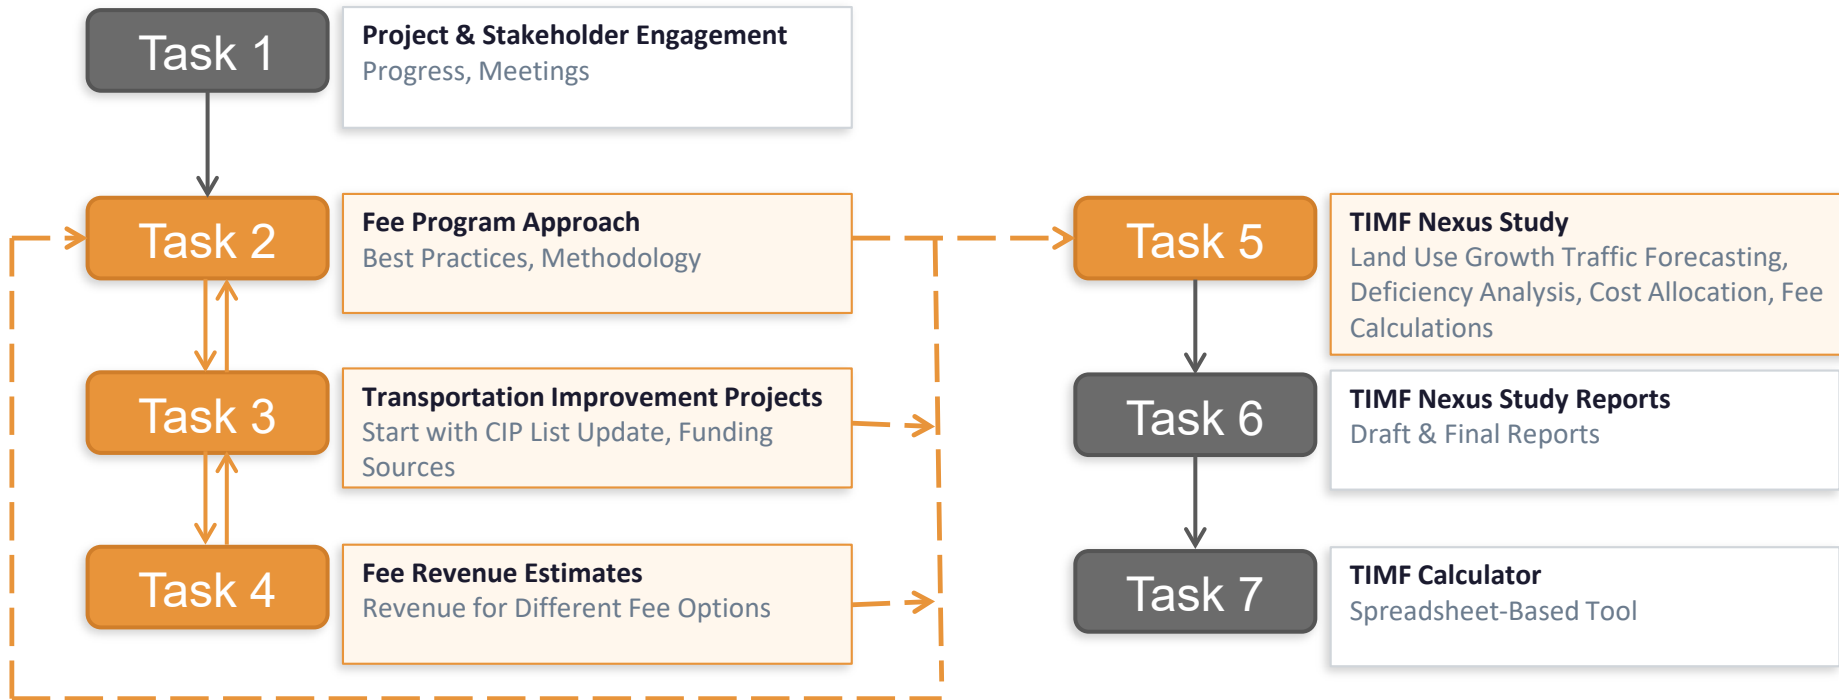 Task 1
Project & Stakeholder Engagement
Progress, Meetings
Task 2
Fee Program Approach
Best Practices, Methodology
Task 3
Transportation Improvement Projects
Start with CIP List Update, Funding
Sources
Task 4
Fee Revenue Estimates
Revenue for Different Fee Options
Task 5
TIMF Nexus Study
Land Use Growth Traffic Forecasting,
Deficiency Analysis, Cost Allocation, Fee
Calculations
Task 6
TIMF Nexus Study Reports
Draft & Final Reports
Task 7
TIMF Calculator
Spreadsheet-Based Tool